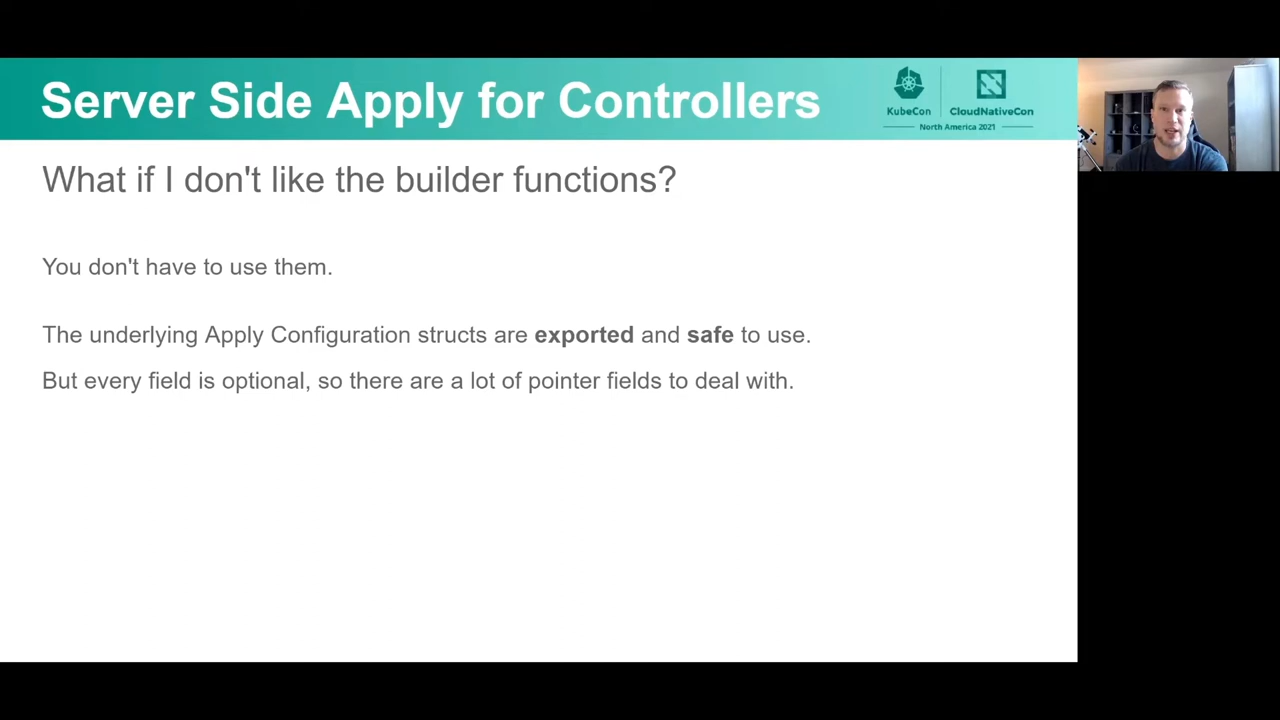 Server Side Apply for Controllers
KubeCon
CloudNativeCon
North America 2021
What if I don't like the builder functions?
You don't have to use them.
The underlying Apply Configuration structs are exported and safe to use.
But every field is optional, so there are a lot of pointer fields to deal with.